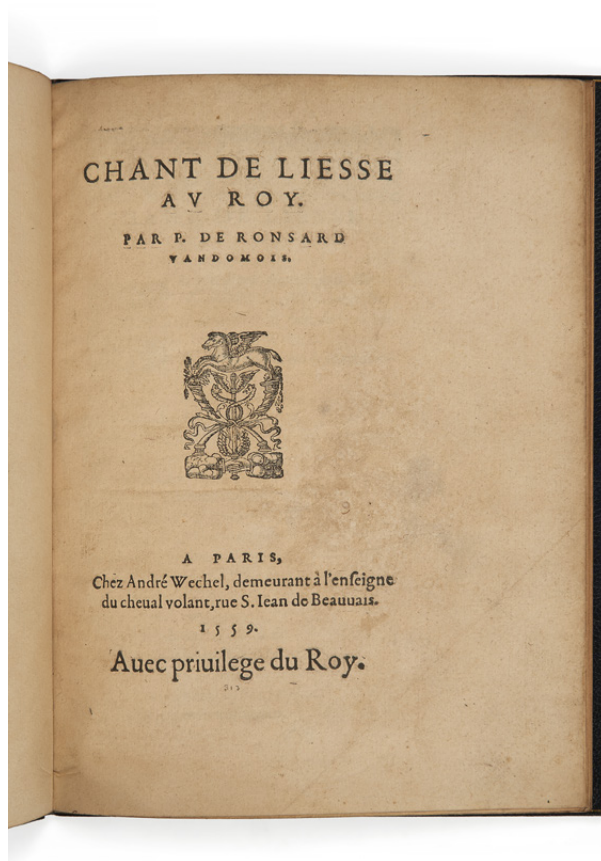 CHANT DE LIESSE
AV ROY.
PAR P. DE RONSARD
VANDOMOIS.
9
A PARIS,
Chez André Wechel, demeurant à l'enſeigne
du cheual volant, rue S. Iean de Beauuais.
1559.
Auec priuilege du Roy.